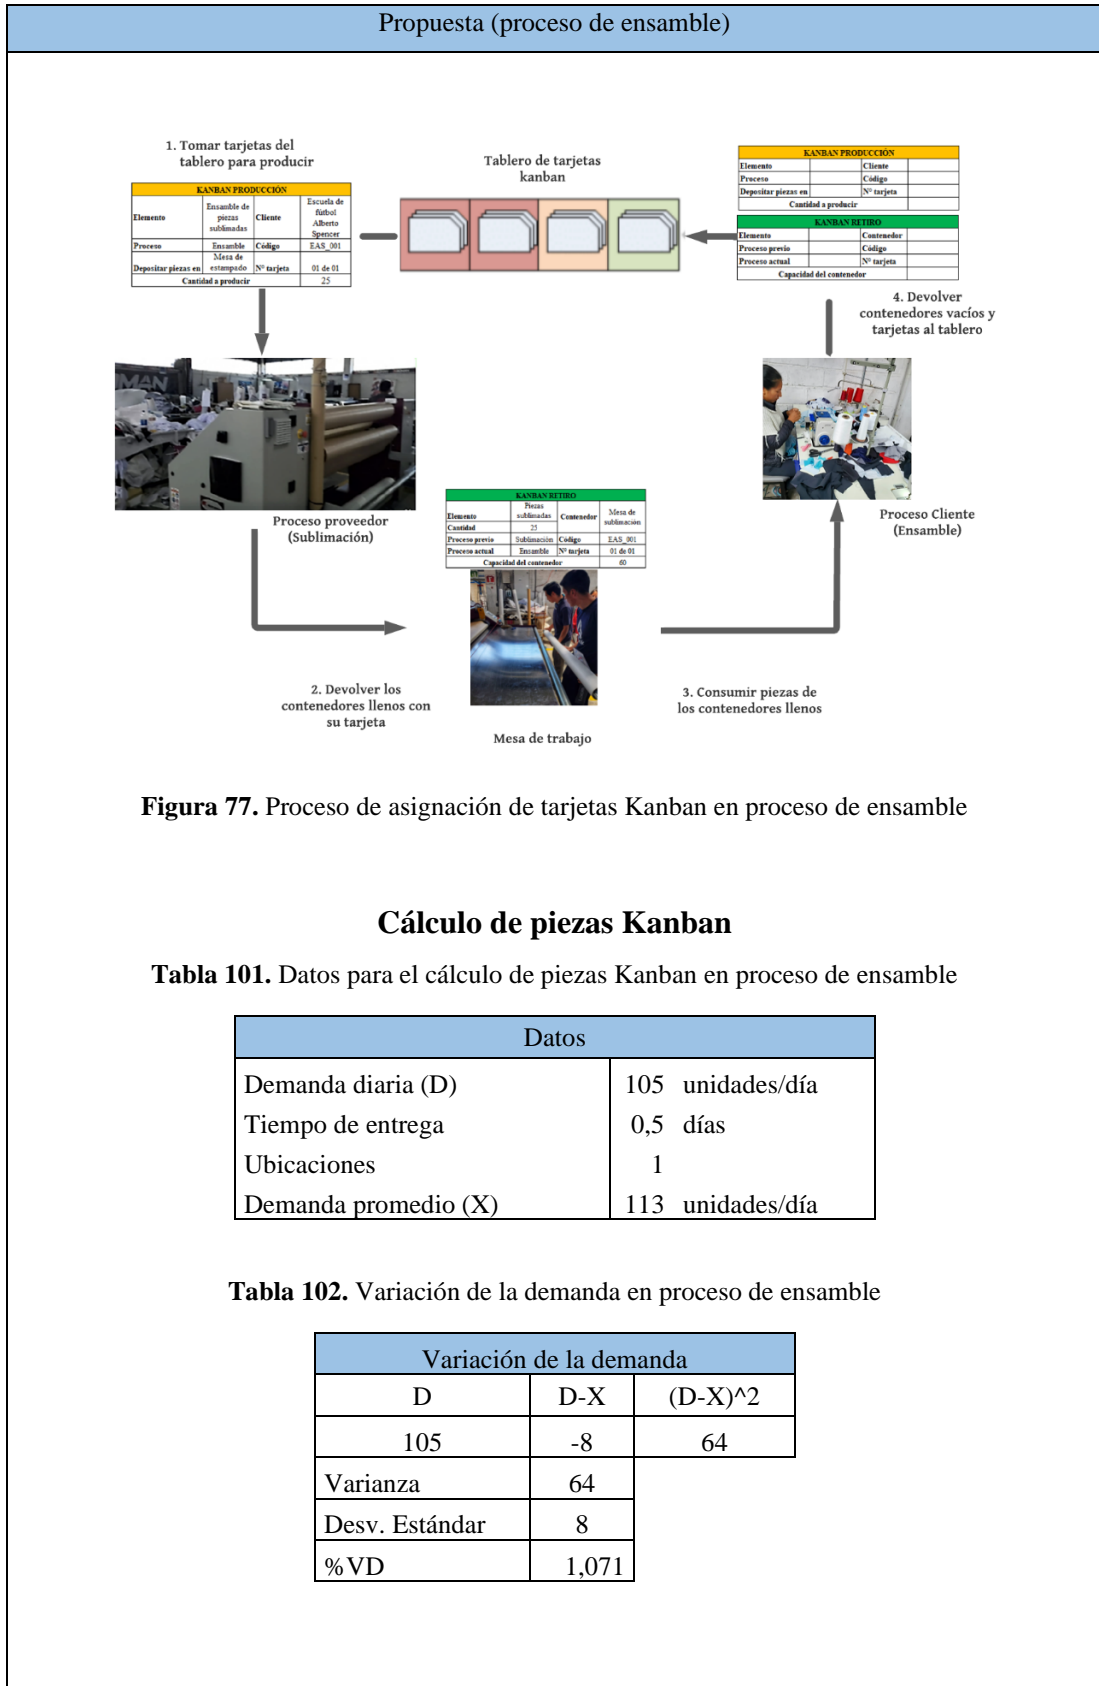 Propuesta (proceso de ensamble)
1. Tomar tarjetas del
tablero para producir
KANBAN PRODUCCIÓN
Elemento Ensamble de piezas sublimadas Cliente Escuela de fútbol Alberto Spencer
Proceso Ensamble Código EAS_001
Depositar piezas en Mesa de estampado N° tarjeta 01 de 01
Cantidad a producir 25
Tablero de tarjetas
kanban
KANBAN PRODUCCIÓN
Elemento Cliente
Proceso Código
Depositar piezas en N° tarjeta
Cantidad a producir
KANBAN RETIRO
Elemento Contenedor
Proceso previo Código
Proceso actual N° tarjeta
Capacidad del contenedor
4. Devolver
contenedores vacíos y
tarjetas al tablero
MAN
Proceso proveedor
(Sublimación)
KANBAN RETIRO
Elemento Piezas sublimadas Contenedor Mesa de sublimación
Cantidad 25
Proceso previo Sublimación Código EAS_001
Proceso actual Ensamble N° tarjeta 01 de 01
Capacidad del contenedor 60
Proceso Cliente
(Ensamble)
2. Devolver los
contenedores llenos con
su tarjeta
Mesa de trabajo
3. Consumir piezas de
los contenedores llenos
Figura 77. Proceso de asignación de tarjetas Kanban en proceso de ensamble
Cálculo de piezas Kanban
Tabla 101. Datos para el cálculo de piezas Kanban en proceso de ensamble
Datos
Demanda diaria (D) 105 unidades/día
Tiempo de entrega 0,5 días
Ubicaciones 1
Demanda promedio (X) 113 unidades/día
Tabla 102. Variación de la demanda en proceso de ensamble
Variación de la demanda
D D-X (D-X)^2
105 -8 64
Varianza 64
Desv. Estándar 8
%VD 1,071